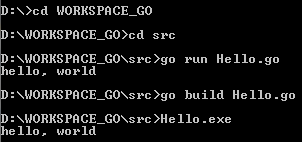 D:\>cd WORKSPACE_GO
D:\WORKSPACE_GO>cd src
D:\WORKSPACE_GO\src>go run Hello.go
hello, world
D:\WORKSPACE_GO\src>go build Hello.go
D:\WORKSPACE_GO\src>Hello.exe
hello, world